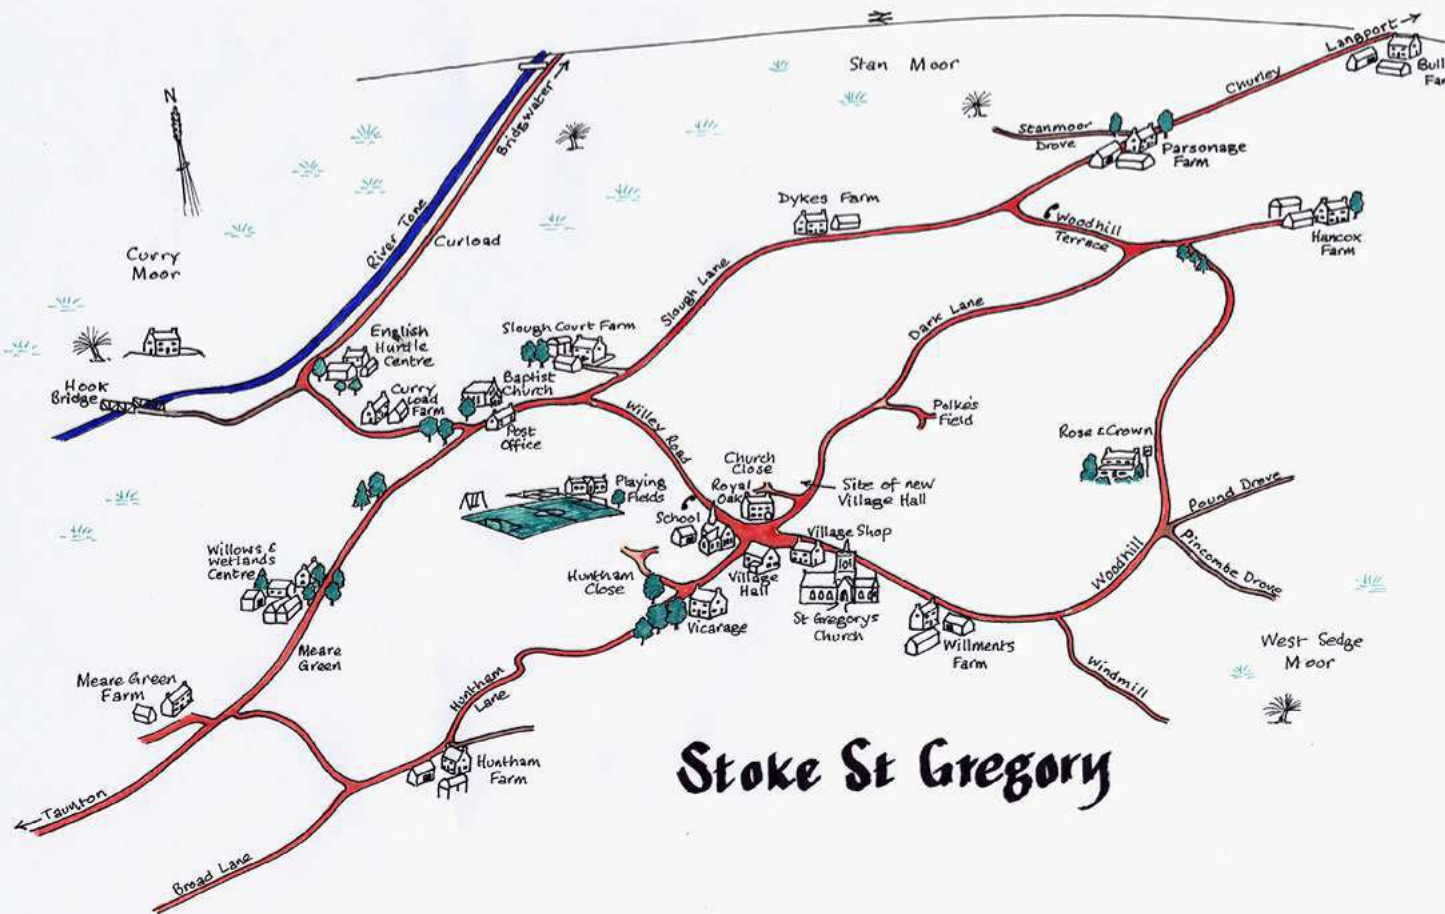 Langport
Bull
Far
Churley
Stan Moor
N
Stanmoor
Drove
Parsonage
Farm
Bridgwater
Dykes Farm
Woodhill
Terrace
Hancox
Farm
River Tone
Curload
Curry
Moor
Slough Lane
Dark Lane
English
Hurdle
Centre
Slough Court Farm
Hook
Bridge
Curry
Load
Farm
Baptist
Church
Post
Office
Willey Road
Polkes
Field
Rose & Crown
Church
Close
Royal
Oak
Site of new
Village Hall
Playing
Fields
School
Village Shop
Pound Drove
Pincombe Drove
Woodhill
Willows &
Wetlands
Centre
Huntham
Close
Village
Hall
Vicarage
St Gregorys
Church
Willments
Farm
West Sedge
Moor
Windmill
Meare
Green
Meare Green
Farm
Huntham
Lane
Huntham
Farm
Stoke St Gregory
Taunton
Broad Lane